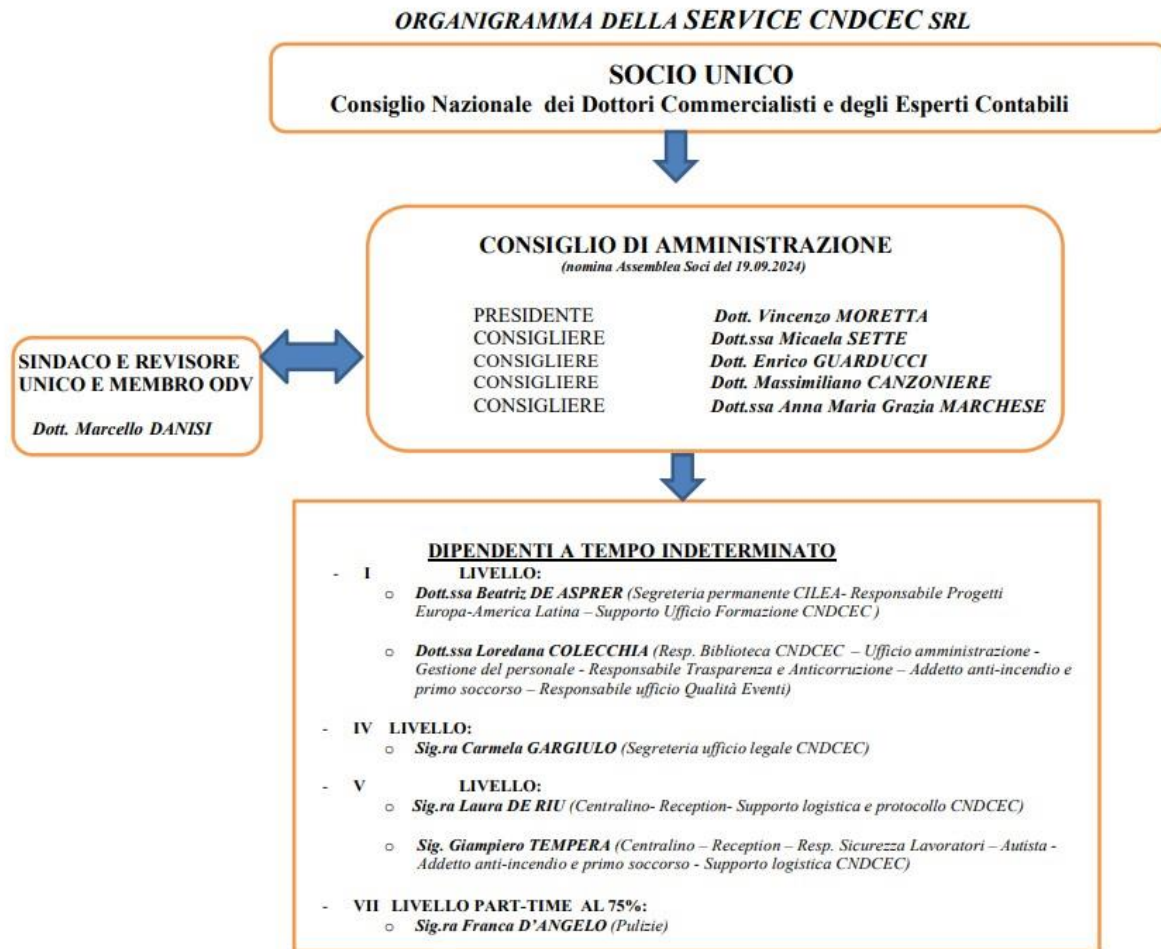 ORGANIGRAMMA DELLA SERVICE CNDCEC SRL
SOCIO UNICO
Consiglio Nazionale dei Dottori Commercialisti e degli Esperti Contabili
CONSIGLIO DI AMMINISTRAZIONE
(nomina Assemblea Soci del 19.09.2024)
PRESIDENTE Dott. Vincenzo MORETTA
CONSIGLIERE Dott.ssa Micaela SETTE
CONSIGLIERE Dott. Enrico GUARDUCCI
CONSIGLIERE Dott. Massimiliano CANZONIERE
CONSIGLIERE Dott.ssa Anna Maria Grazia MARCHESE
SINDACO E REVISORE
UNICO E MEMBRO ODV
Dott. Marcello DANISI
DIPENDENTI A TEMPO INDETERMINATO
- I LIVELLO:
o Dott.ssa Beatriz DE ASPRER (Segreteria permanente CILEA- Responsabile Progetti
Europa-America Latina – Supporto Ufficio Formazione CNDCEC )
o Dott.ssa Loredana COLECCHIA (Resp. Biblioteca CNDCEC – Ufficio amministrazione -
Gestione del personale - Responsabile Trasparenza e Anticorruzione – Addetto anti-incendio e
primo soccorso – Responsabile ufficio Qualità Eventi)
- IV LIVELLO:
o Sig.ra Carmela GARGIULO (Segreteria ufficio legale CNDCEC)
- V LIVELLO:
o Sig.ra Laura DE RIU (Centralino- Reception- Supporto logistica e protocollo CNDCEC)
o Sig. Giampiero TEMPERA (Centralino – Reception – Resp. Sicurezza Lavoratori – Autista -
Addetto anti-incendio e primo soccorso - Supporto logistica CNDCEC)
- VII LIVELLO PART-TIME AL 75%:
o Sig.ra Franca D'ANGELO (Pulizie)